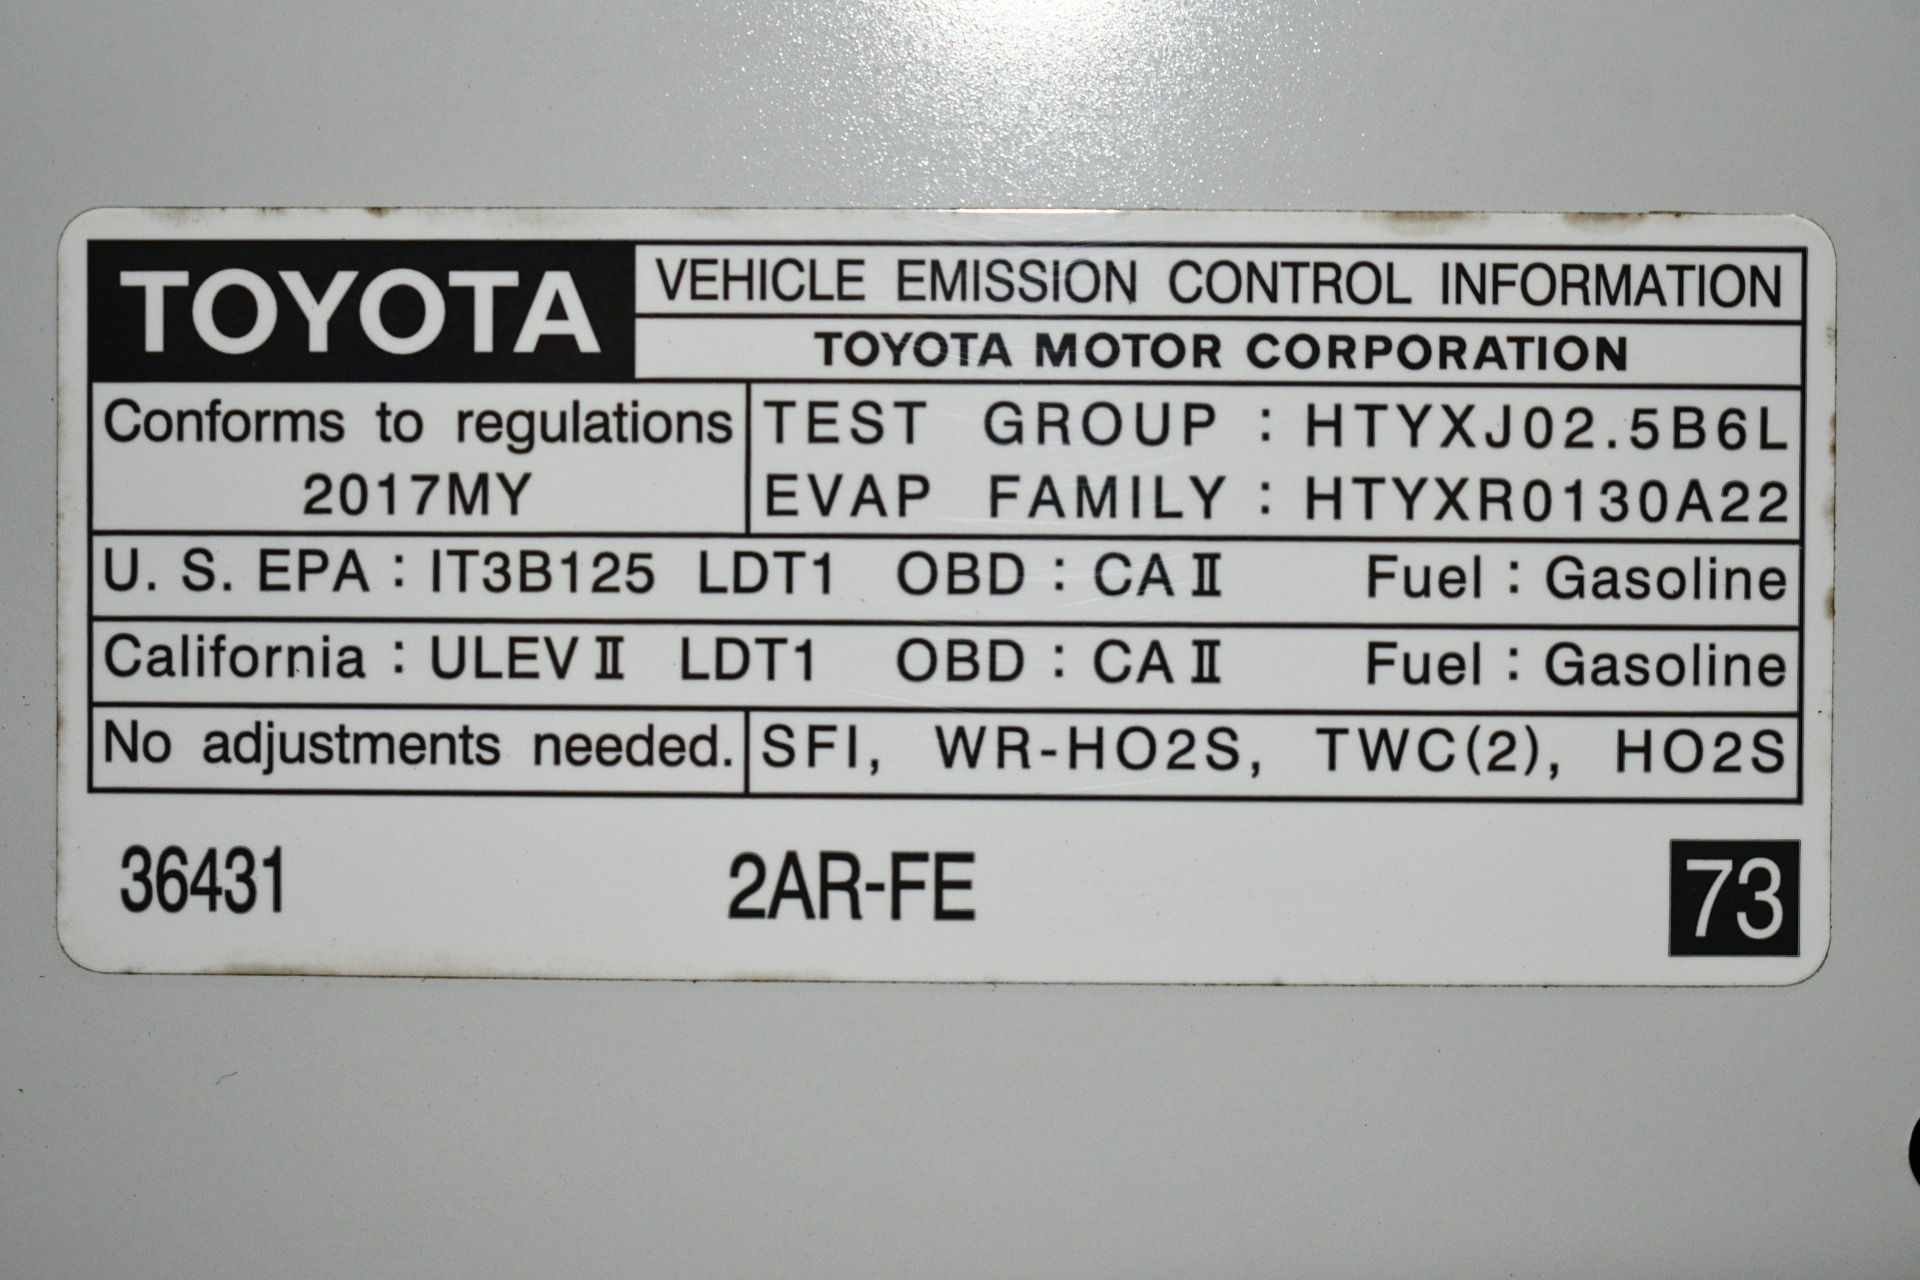 TOYOTA
VEHICLE EMISSION CONTROL INFORMATION
TOYOTA MOTOR CORPORATION
Conforms to regulations
2017MY
TEST GROUP : HTYXJ02.5B6L
EVAP FAMILY : HTYXR0130A22
U. S. EPA : IT3B125 LDT1 OBD : CA II Fuel : Gasoline
California : ULEV II LDT1 OBD : CA II Fuel : Gasoline
No adjustments needed.
SFI, WR-HO2S, TWC(2), HO2S
36431
2AR-FE
73